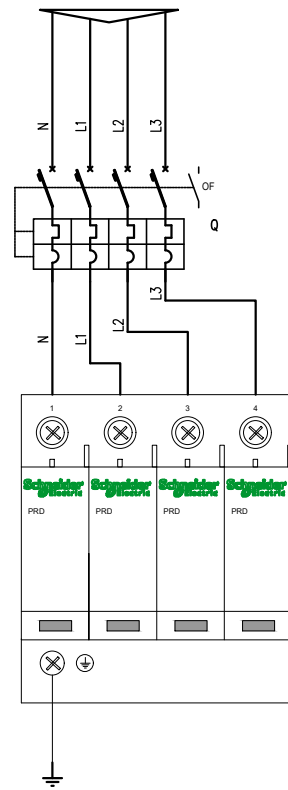 N L1 L2 L3
OF
Q
N L1 L2 L3
1 2 3 4
Schneider Electric Schneider Electric Schneider Electric Schneider Electric
PRD PRD PRD PRD